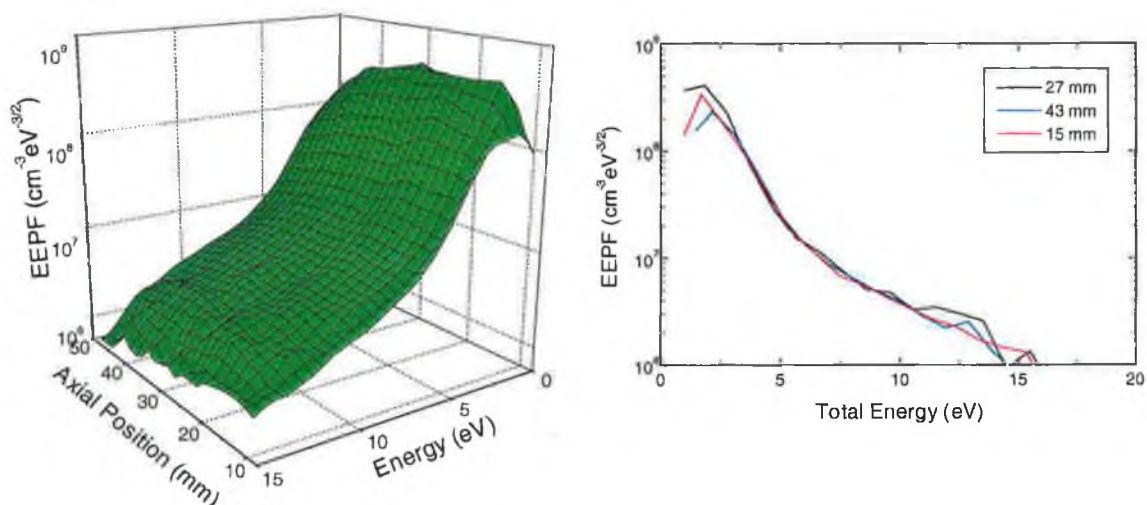 10⁹
10⁸
10⁷
10⁶
EEPF (cm⁻³eV⁻³/²)
50
40
30
20
10
Axial Position (mm)
15
10
5
0
Energy (eV)
10⁹
10⁸
10⁷
10⁶
EEPF (cm⁻³eV⁻³/²)
27 mm
43 mm
15 mm
0
5
10
15
20
Total Energy (eV)